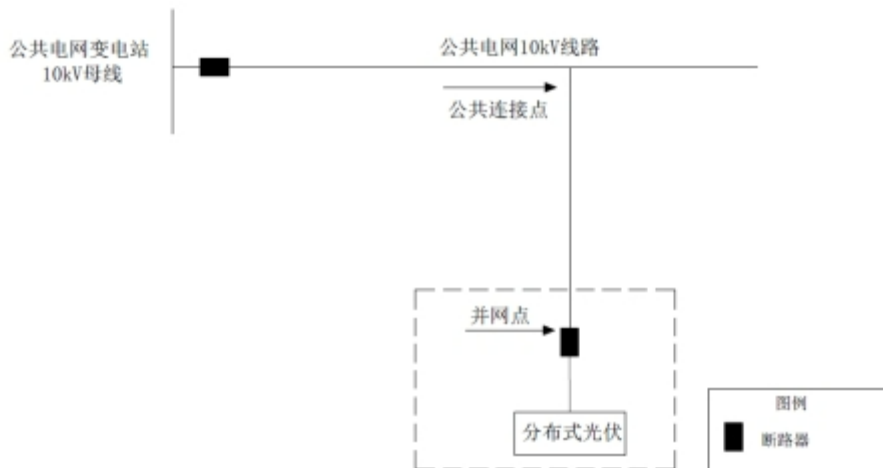 公共电网变电站
10kV母线
公共电网10kV线路
公共连接点
并网点
分布式光伏
图例
断路器